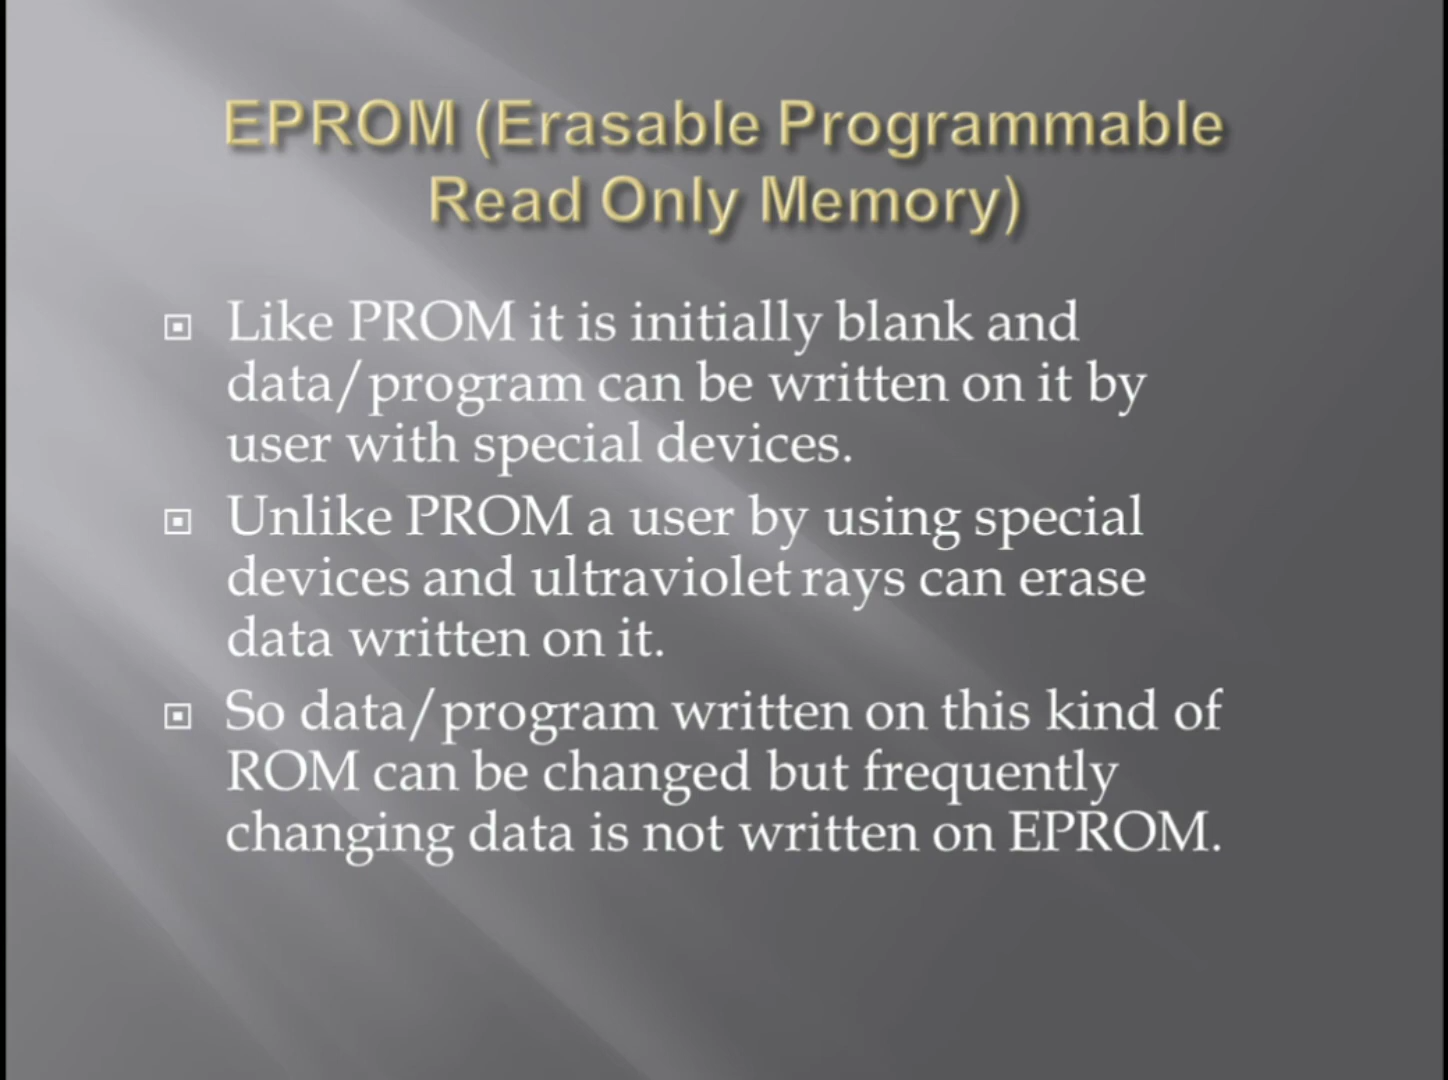 EPROM (Erasable Programmable
Read Only Memory)
Like PROM it is initially blank and
data/program can be written on it by
user with special devices.
Unlike PROM a user by using special
devices and ultraviolet rays can erase
data written on it.
So data/program written on this kind of
ROM can be changed but frequently
changing data is not written on EPROM.